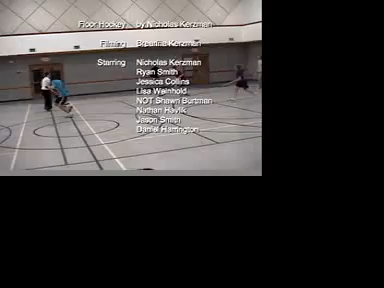 Floor Hockey by Nicholas Kerzman
Filming Breanne Kerzman
Starring Nicholas Kerzman
Ryan Smith
Jessica Collins
Lisa Weinhold
NOT Shawn Burtman
Nathan Havlik
Jason Smith
Daniel Harrington